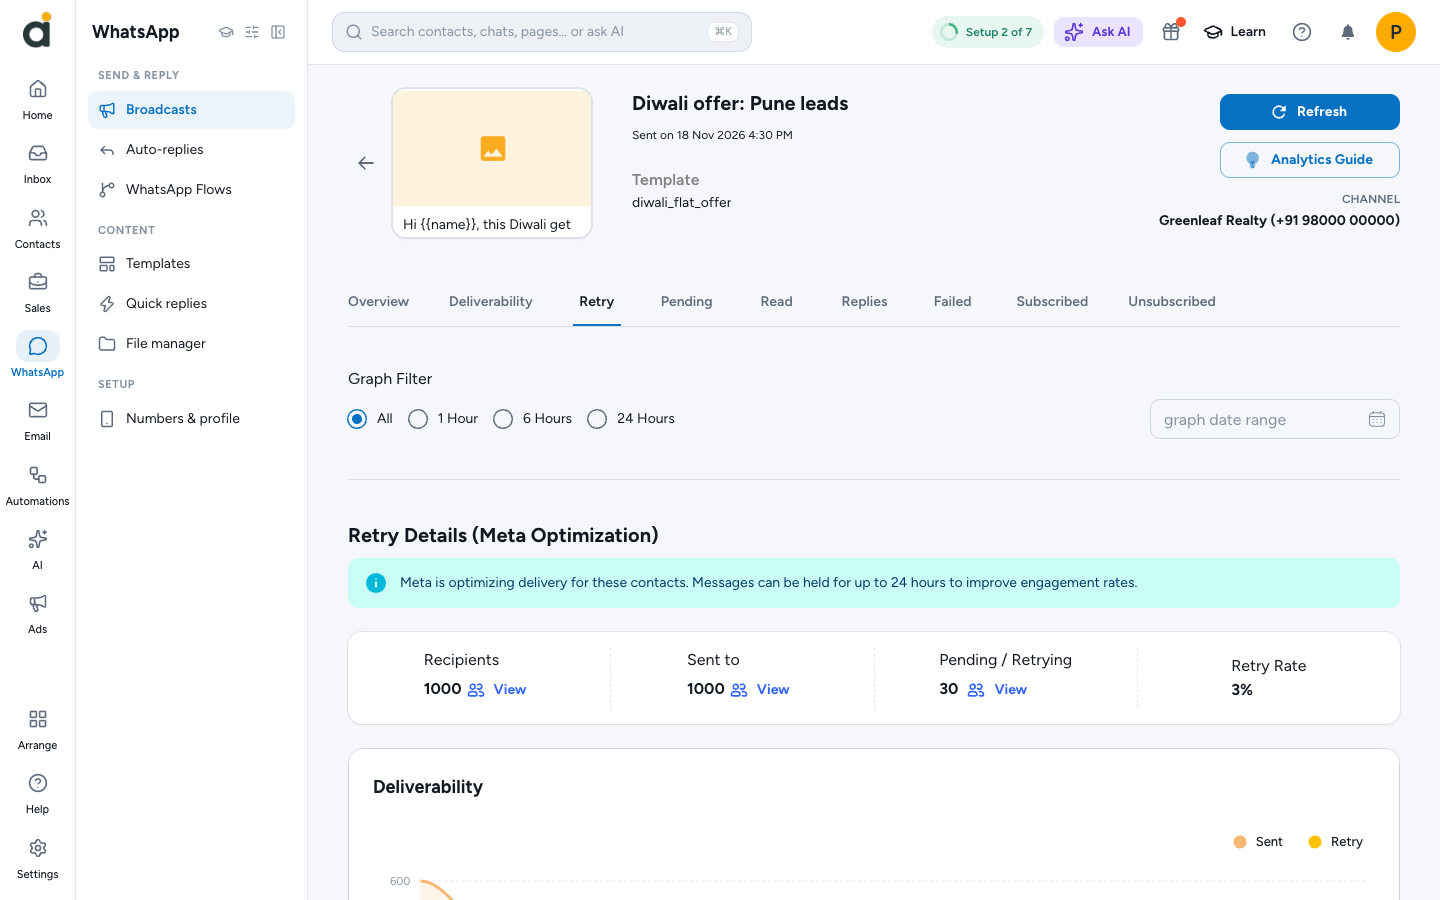 WhatsApp
Search contacts, chats, pages... or ask AI
⌘K
Setup 2 of 7
Ask AI
Learn
P
Home
Inbox
Contacts
Sales
WhatsApp
Email
Automations
AI
Ads
Arrange
Help
Settings
SEND & REPLY
Broadcasts
Auto-replies
WhatsApp Flows
CONTENT
Templates
Quick replies
File manager
SETUP
Numbers & profile
Hi {{name}}, this Diwali get
Diwali offer: Pune leads
Sent on 18 Nov 2026 4:30 PM
Template
diwali_flat_offer
Refresh
Analytics Guide
CHANNEL
Greenleaf Realty (+91 98000 00000)
Overview Deliverability Retry Pending Read Replies Failed Subscribed Unsubscribed
Graph Filter
All 1 Hour 6 Hours 24 Hours
graph date range
Retry Details (Meta Optimization)
Meta is optimizing delivery for these contacts. Messages can be held for up to 24 hours to improve engagement rates.
Recipients
1000 View
Sent to
1000 View
Pending / Retrying
30 View
Retry Rate
3%
Deliverability
Sent Retry
600